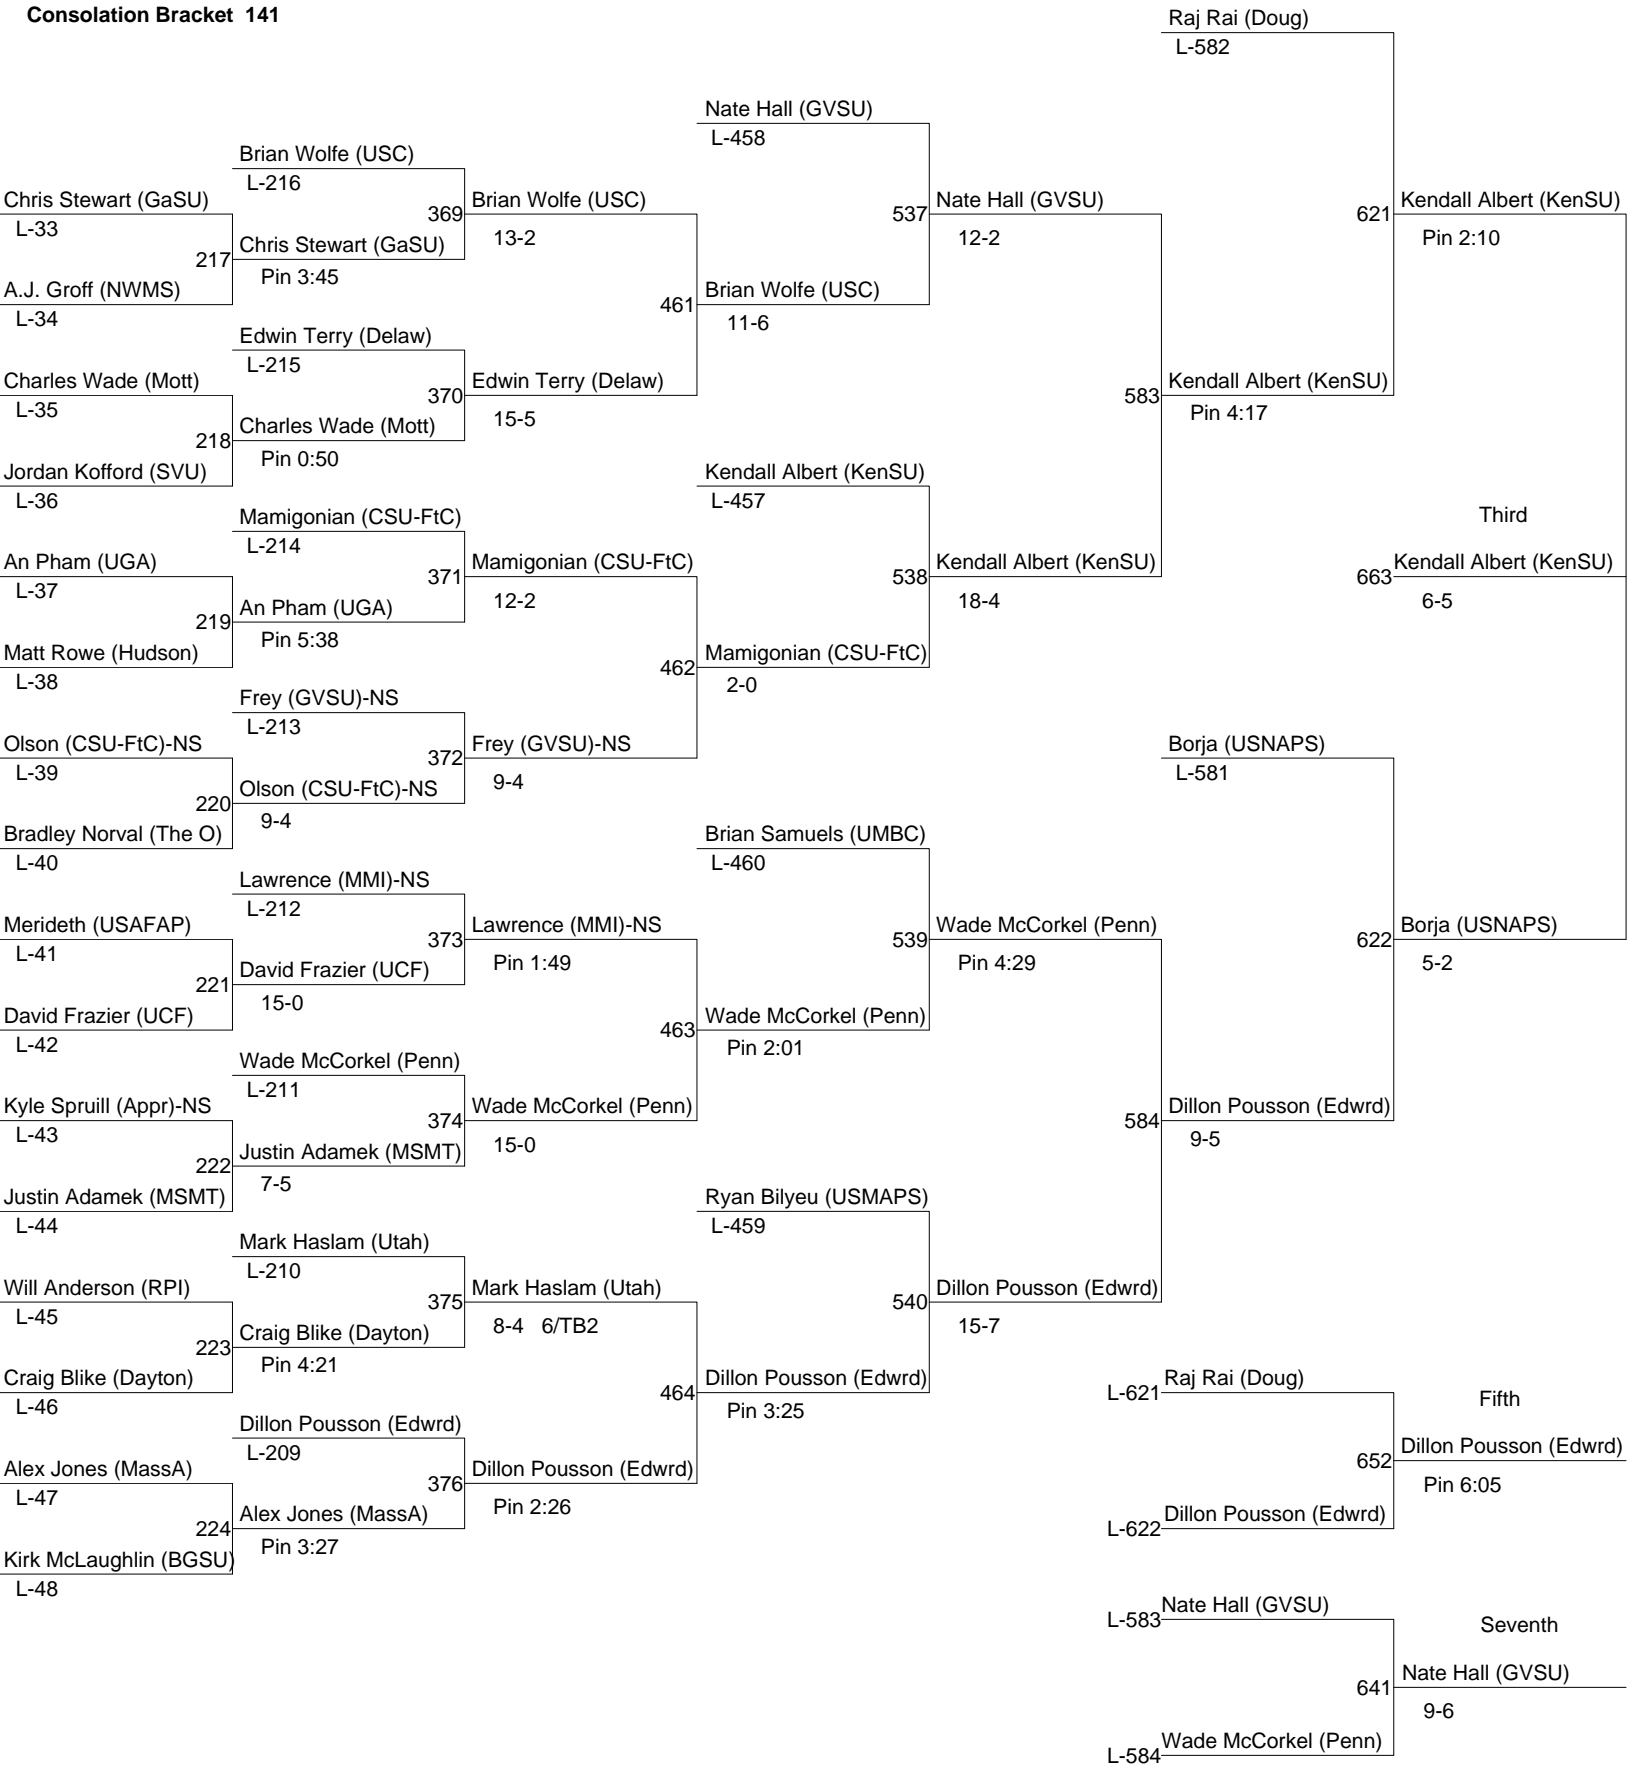 Consolation Bracket 141
Chris Stewart (GaSU)
L-33
217
A.J. Groff (NWMS)
L-34
Charles Wade (Mott)
L-35
218
Jordan Kofford (SVU)
L-36
An Pham (UGA)
L-37
219
Matt Rowe (Hudson)
L-38
Olson (CSU-FtC)-NS
L-39
220
Bradley Norval (The O)
L-40
Merideth (USAFAP)
L-41
221
David Frazier (UCF)
L-42
Kyle Spruill (Appr)-NS
L-43
222
Justin Adamek (MSMT)
L-44
Will Anderson (RPI)
L-45
223
Craig Blike (Dayton)
L-46
Alex Jones (MassA)
L-47
224
Kirk McLaughlin (BGSU)
L-48
Brian Wolfe (USC)
L-216
369
Chris Stewart (GaSU)
Pin 3:45
Edwin Terry (Delaw)
L-215
370
Charles Wade (Mott)
Pin 0:50
Mamigonian (CSU-FtC)
L-214
371
An Pham (UGA)
Pin 5:38
Frey (GVSU)-NS
L-213
372
Olson (CSU-FtC)-NS
9-4
Lawrence (MMI)-NS
L-212
373
David Frazier (UCF)
15-0
Wade McCorkel (Penn)
L-211
374
Justin Adamek (MSMT)
7-5
Mark Haslam (Utah)
L-210
375
Craig Blike (Dayton)
Pin 4:21
Dillon Pousson (Edwrd)
L-209
376
Alex Jones (MassA)
Pin 3:27
Brian Wolfe (USC)
13-2
461
Edwin Terry (Delaw)
15-5
Mamigonian (CSU-FtC)
12-2
462
Frey (GVSU)-NS
9-4
Lawrence (MMI)-NS
Pin 1:49
463
Wade McCorkel (Penn)
15-0
Mark Haslam (Utah)
8-4 6/TB2
464
Dillon Pousson (Edwrd)
Pin 2:26
Nate Hall (GVSU)
L-458
537
Brian Wolfe (USC)
11-6
Kendall Albert (KenSU)
L-457
538
Mamigonian (CSU-FtC)
2-0
Brian Samuels (UMBC)
L-460
539
Wade McCorkel (Penn)
Pin 2:01
Ryan Bilyeu (USMAPS)
L-459
540
Dillon Pousson (Edwrd)
Pin 3:25
Nate Hall (GVSU)
12-2
583
Kendall Albert (KenSU)
18-4
Wade McCorkel (Penn)
Pin 4:29
584
Dillon Pousson (Edwrd)
15-7
Raj Rai (Doug)
L-582
621
Kendall Albert (KenSU)
Pin 4:17
Borja (USNAPS)
L-581
622
Dillon Pousson (Edwrd)
9-5
Kendall Albert (KenSU)
Pin 2:10
Third
663
Kendall Albert (KenSU)
6-5
Borja (USNAPS)
5-2
L-621
Raj Rai (Doug)
Fifth
652
Dillon Pousson (Edwrd)
Pin 6:05
L-622
Dillon Pousson (Edwrd)
L-583
Nate Hall (GVSU)
Seventh
641
Nate Hall (GVSU)
9-6
L-584
Wade McCorkel (Penn)